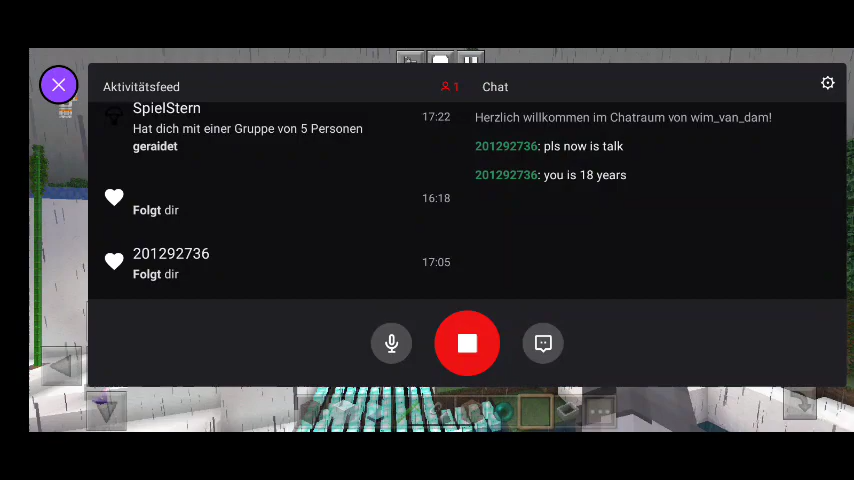 Aktivitätsfeed
1
Chat
SpielStern
Hat dich mit einer Gruppe von 5 Personen
geraidet
17:22
Folgt dir
16:18
201292736
Folgt dir
17:05
Herzlich willkommen im Chatraum von wim_van_dam!
201292736: pls now is talk
201292736: you is 18 years